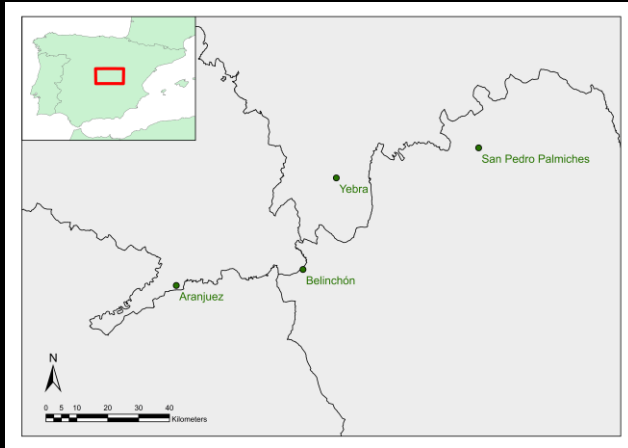 San Pedro Palmiches
Yebra
Belinchón
Aranjuez
N
0 5 10 20 30 40
Kilometers